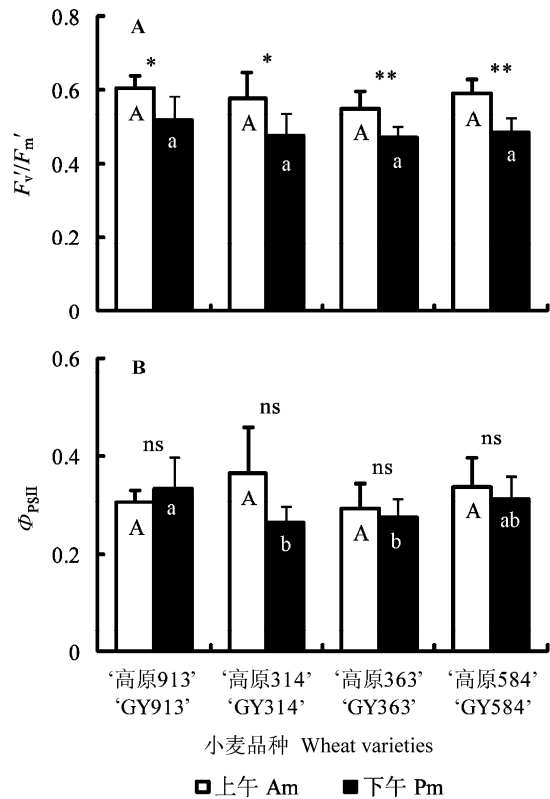 0.8
A
* * ** **
0.6
A A A A
a a a a
0.4
0.2
0
Fv′/Fm′
0.6
B
ns ns ns ns
0.4
A a A b A b A ab
0.2
0
ΦPSII
‘高原913’ ‘高原314’ ‘高原363’ ‘高原584’
‘GY913’ ‘GY314’ ‘GY363’ ‘GY584’
小麦品种 Wheat varieties
上午 Am 下午 Pm